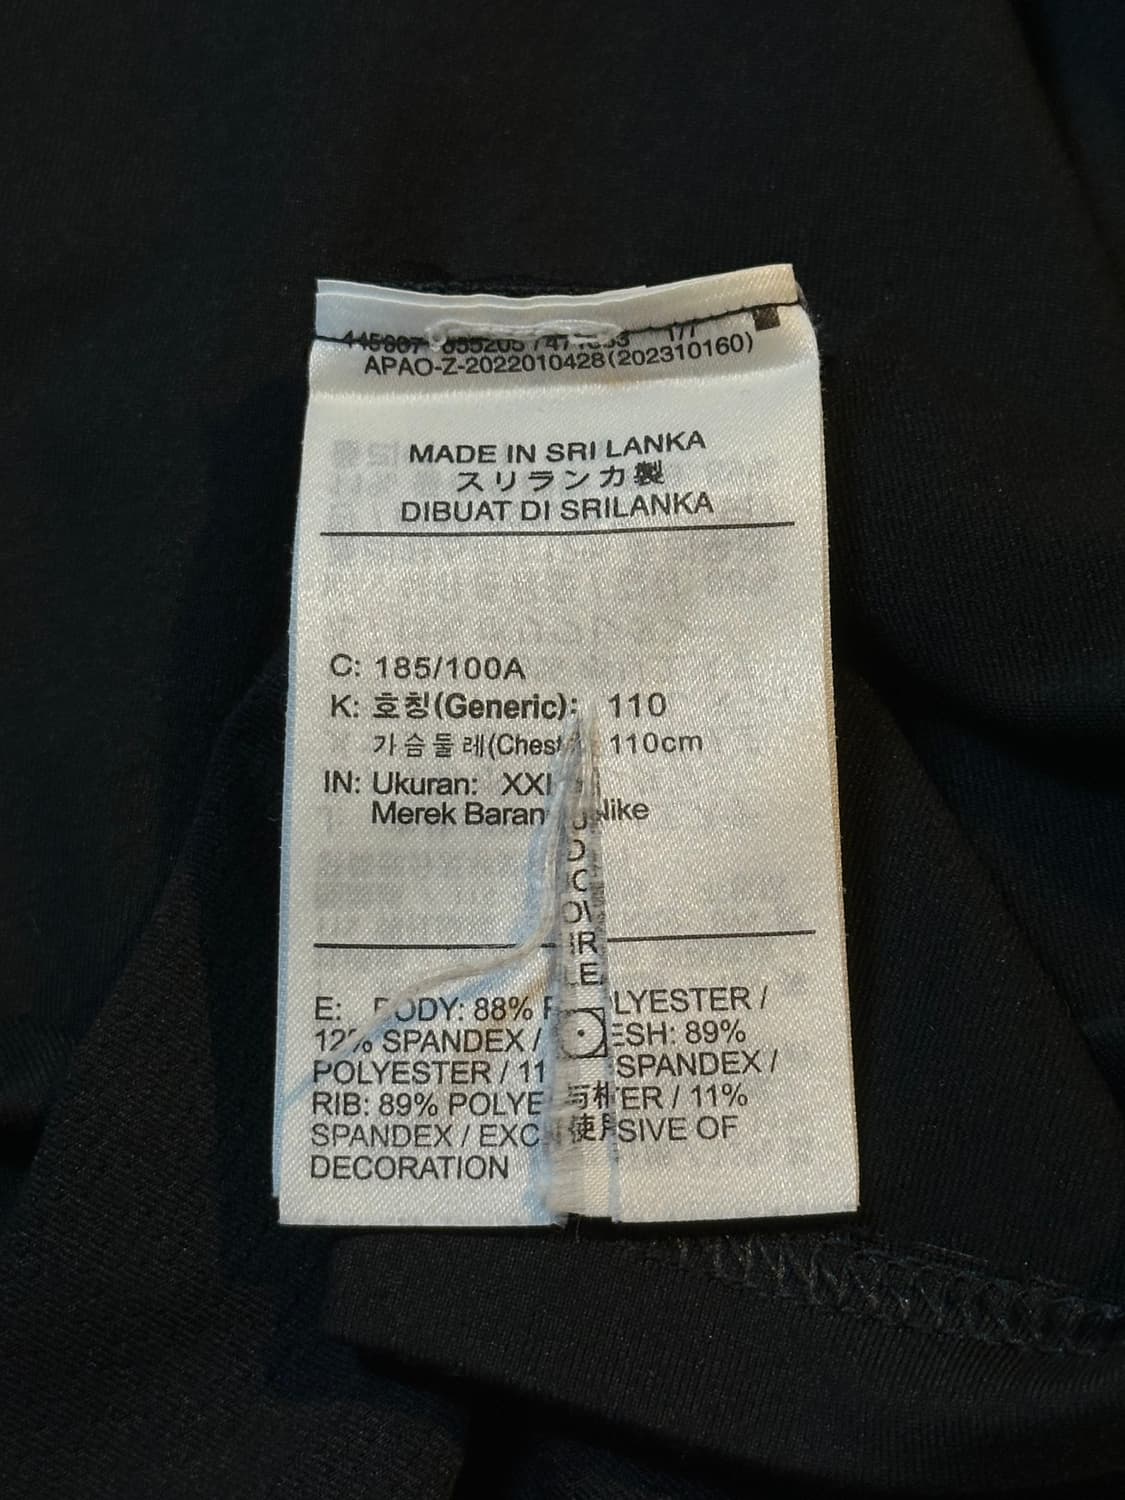 APAO-Z-2022010428(202310160)
MADE IN SRI LANKA
スリランカ製
DIBUAT DI SRILANKA
C: 185/100A
K: 호칭(Generic): 110
가슴둘레(Chest 110cm
IN: Ukuran: XXL
Merek Baran Nike
E: BODY: 88% POLYESTER /
12% SPANDEX / MESH: 89%
POLYESTER / 11 SPANDEX /
RIB: 89% POLYE TER / 11%
SPANDEX / EXC SIVE OF
DECORATION